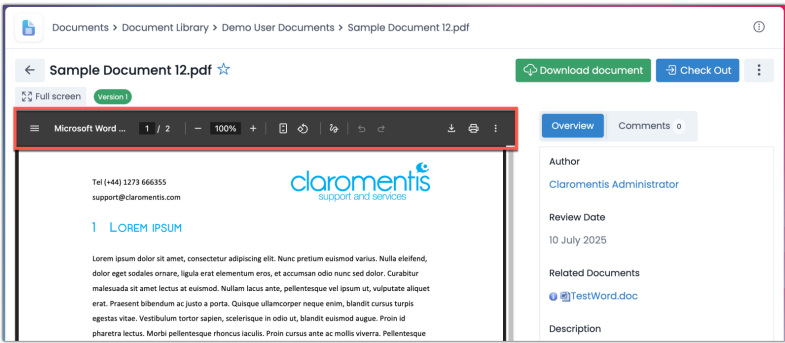 Documents > Document Library > Demo User Documents > Sample Document 12.pdf
Sample Document 12.pdf
Download document
Check Out
Full screen
Version 1
Microsoft Word ...
1 / 2
100%
Overview
Comments 0
Tel (+44) 1273 666355
support@claromentis.com
claromentis
support and services
1 LOREM IPSUM
Lorem ipsum dolor sit amet, consectetur adipiscing elit. Nunc pretium euismod varius. Nulla eleifend,
dolor eget sodales ornare, ligula erat elementum eros, et accumsan odio nunc sed dolor. Curabitur
malesuada sit amet lectus at euismod. Nullam lacus ante, pellentesque vel ipsum ut, vulputate aliquet
erat. Praesent bibendum ac justo a porta. Quisque ullamcorper neque enim, blandit cursus turpis
egestas vitae. Vestibulum tortor sapien, scelerisque in odio ut, blandit euismod augue. Proin id
pharetra lectus. Morbi pellentesque rhoncus iaculis. Proin cursus ante ac mollis viverra. Pellentesque
Author
Claromentis Administrator
Review Date
10 July 2025
Related Documents
TestWord.doc
Description